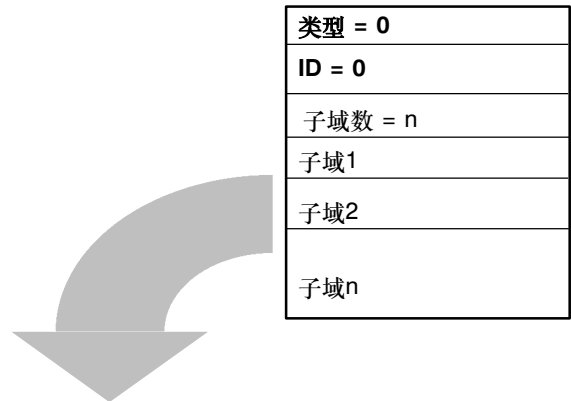 类型 = 0
ID = 0
子域数 = n
子域1
子域2
子域n